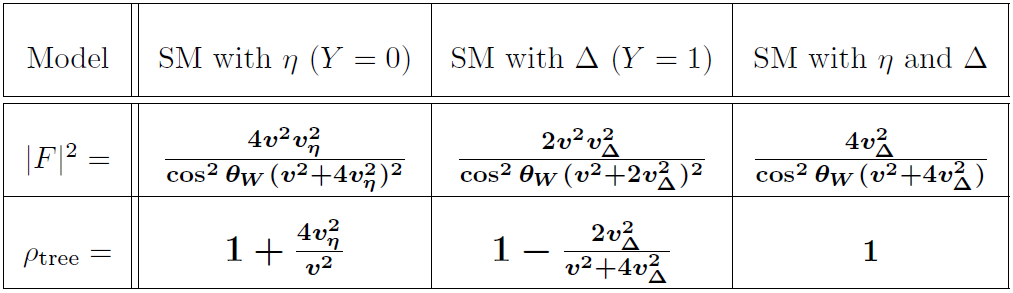 Model SM with η (Y = 0) SM with Δ (Y = 1) SM with η and Δ
|F|² = 4v²v_η²/cos² θ_W (v²+4v_η²)² 2v²v_Δ²/cos² θ_W (v²+2v_Δ²)² 4v_Δ²/cos² θ_W (v²+4v_Δ²)
ρ_tree = 1 + 4v_η²/v² 1 − 2v_Δ²/v²+4v_Δ² 1